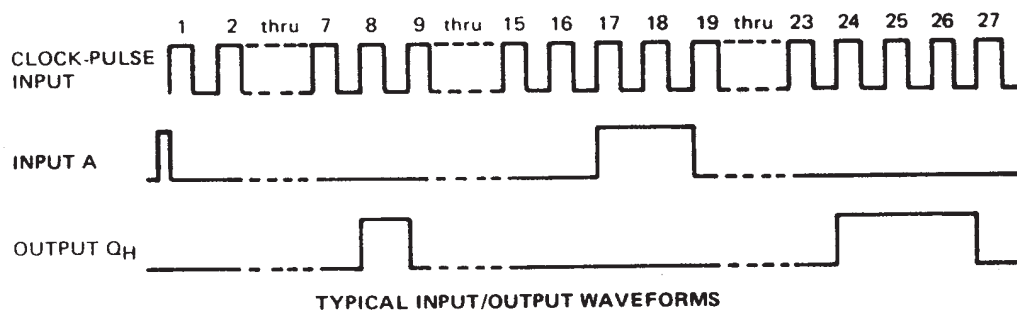 1 2 thru 7 8 9 thru 15 16 17 18 19 thru 23 24 25 26 27
CLOCK-PULSE
INPUT
INPUT A
OUTPUT QH
TYPICAL INPUT/OUTPUT WAVEFORMS